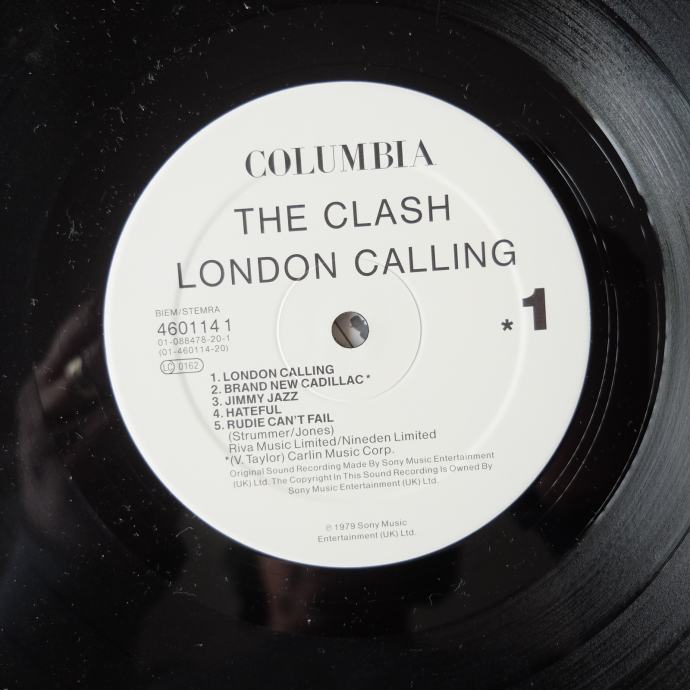 COLUMBIA
THE CLASH
LONDON CALLING
BIEM/STEMRA
460114 1
01-088478-20-1
(01-460114-20)
LC 0162
* 1
1. LONDON CALLING
2. BRAND NEW CADILLAC *
3. JIMMY JAZZ
4. HATEFUL
5. RUDIE CAN'T FAIL
(Strummer/Jones)
Riva Music Limited/Nineden Limited
*(V. Taylor) Carlin Music Corp.
Original Sound Recording Made By Sony Music Entertainment
(UK) Ltd. The Copyright In This Sound Recording Is Owned By
Sony Music Entertainment (UK) Ltd.
℗ 1979 Sony Music
Entertainment (UK) Ltd.